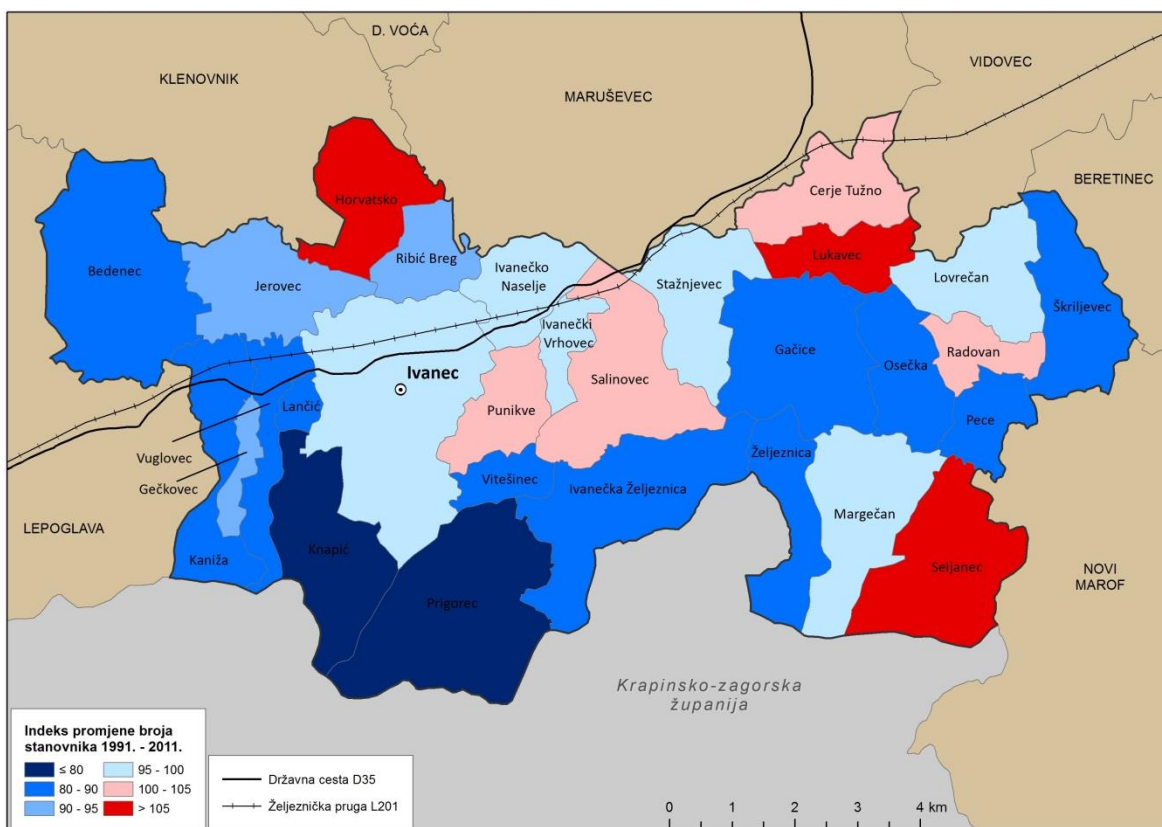 D. VOĆA
KLENOVNIK
VIDOVEC
MARUŠEVEC
BERETINEC
Horvatsko
Cerje Tužno
Bedenec
Jerovec
Ribić Breg
Ivanečko
Naselje
Stažnjevec
Lukavec
Lovrečan
Škriljevec
Ivanec
Ivanečki
Vrhovec
Gačice
Osečka
Radovan
Salinovec
Lančić
Punikve
Pece
Vuglovec
Gečkovec
Vitešinec
Ivanečka Željeznica
Željeznica
Margečan
LEPOGLAVA
Kaniža
Knapić
Prigorec
Seljanec
NOVI
MAROF
Krapinsko-zagorska
županija
Indeks promjene broja
stanovnika 1991. - 2011.
≤ 80
95 - 100
80 - 90
100 - 105
90 - 95
> 105
Državna cesta D35
Željeznička pruga L201
0 1 2 3 4 km